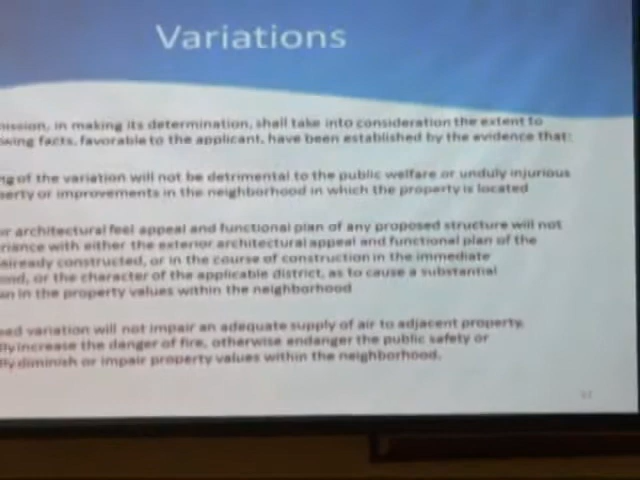 Variations
ission, in making its determination, shall take into consideration the extent to
wing facts, favorable to the applicant, have been established by the evidence that:
ng of the variation will not be detrimental to the public welfare or unduly injurious
perty or improvements in the neighborhood in which the property is located
r architectural feel appeal and functional plan of any proposed structure will not
riance with either the exterior architectural appeal and functional plan of the
already constructed, or in the course of construction in the immediate
ood, or the character of the applicable district, as to cause a substantial
on in the property values within the neighborhood
sed variation will not impair an adequate supply of air to adjacent property,
lly increase the danger of fire, otherwise endanger the public safety or
lly diminish or impair property values within the neighborhood.